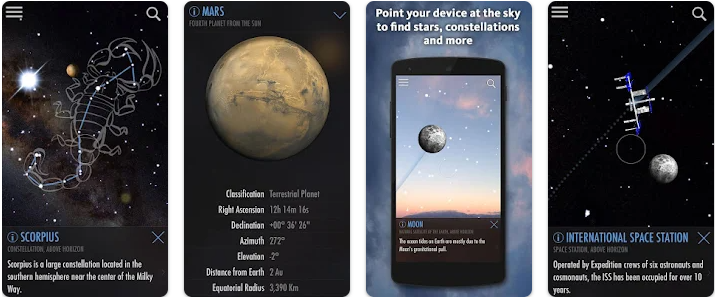 SCORPIUS
CONSTELLATION, ABOVE HORIZON
Scorpius is a large constellation located in the
southern hemisphere near the center of the Milky
Way.
MARS
FOURTH PLANET FROM THE SUN
Classification Terrestrial Planet
Right Ascension 12h 14m 16s
Declination +00° 36' 26"
Azimuth 272°
Elevation -2°
Distance from Earth 2 Au
Equatorial Radius 3,390 Km
Point your device at the sky
to find stars, constellations
and more
MOON
NATURAL SATELLITE OF THE EARTH, ABOVE HORIZON
The ocean tides on Earth are mostly due to the
Moon's gravitational pull.
INTERNATIONAL SPACE STATION
SPACE STATION, ABOVE HORIZON
Operated by Expedition crews of six astronauts and
cosmonauts, the ISS has been occupied for over 10
years.